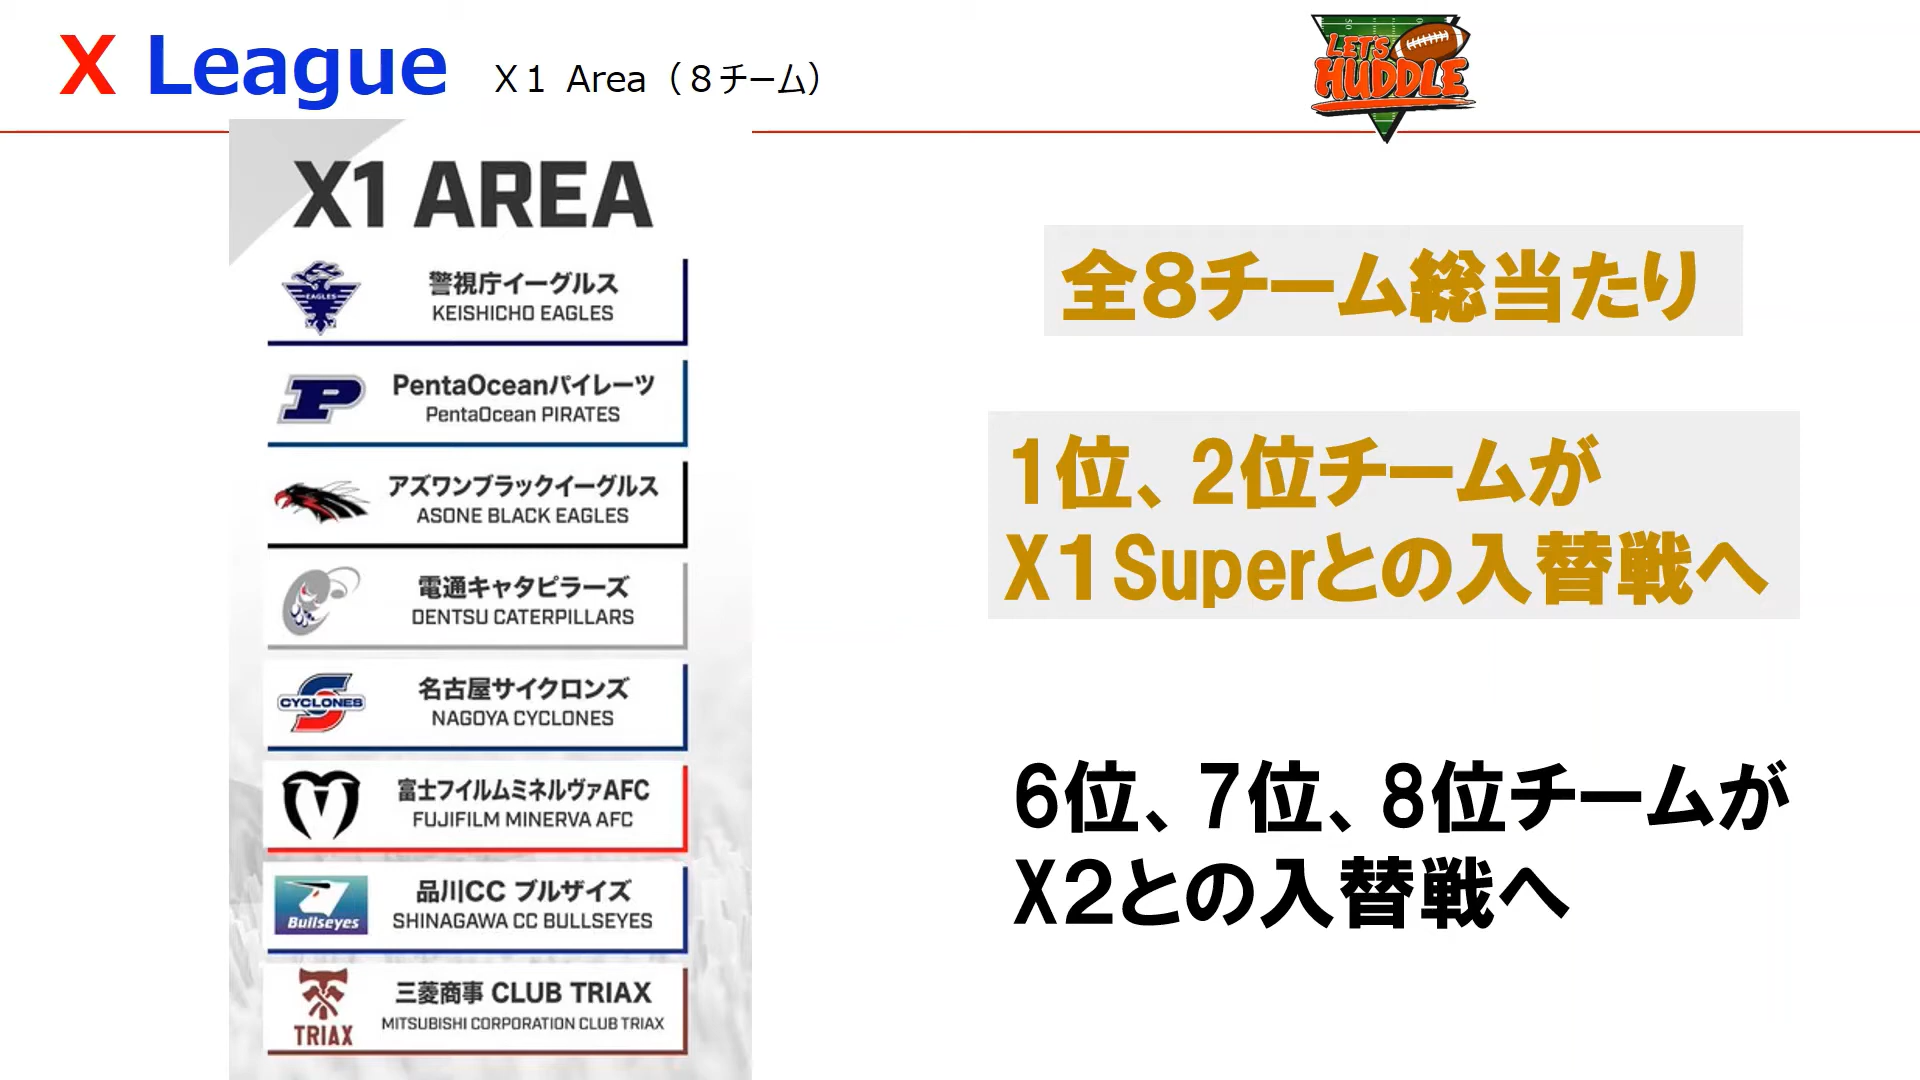 X League
X１ Area（８チーム）
LET'S
HUDDLE
X1 AREA
EAGLES
警視庁イーグルス
KEISHICHO EAGLES
P
PentaOceanパイレーツ
PentaOcean PIRATES
アズワンブラックイーグルス
ASONE BLACK EAGLES
電通キャタピラーズ
DENTSU CATERPILLARS
CYCLONES
名古屋サイクロンズ
NAGOYA CYCLONES
富士フイルムミネルヴァAFC
FUJIFILM MINERVA AFC
Bullseyes
品川CC ブルザイズ
SHINAGAWA CC BULLSEYES
TRIAX
三菱商事 CLUB TRIAX
MITSUBISHI CORPORATION CLUB TRIAX
全８チーム総当たり
1位、2位チームが
X１Superとの入替戦へ
6位、7位、8位チームが
X２との入替戦へ